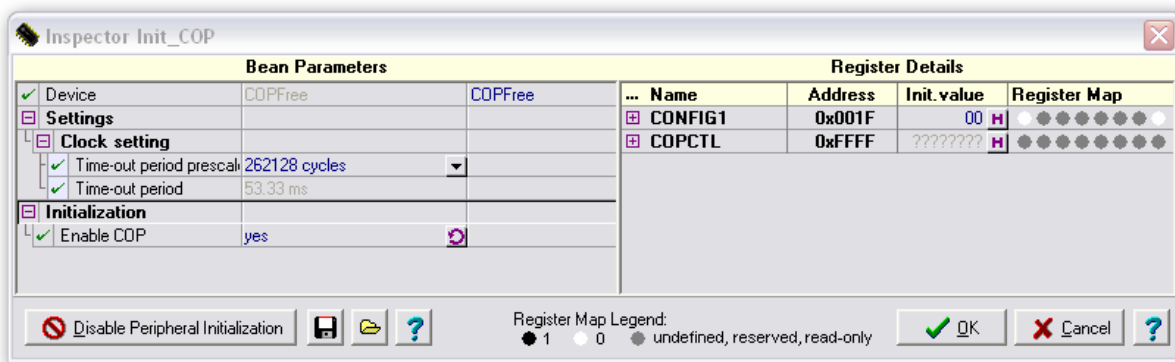 Inspector Init_COP
Bean Parameters
Register Details
Device COPFree COPFree
... Name Address Init.value Register Map
Settings
CONFIG1 0x001F 00 H
Clock setting
COPCTL 0xFFFF ???????? H
Time-out period prescal 262128 cycles
Time-out period 53.33 ms
Initialization
Enable COP yes
Disable Peripheral Initialization
?
Register Map Legend:
1 0 undefined, reserved, read-only
OK
Cancel
?